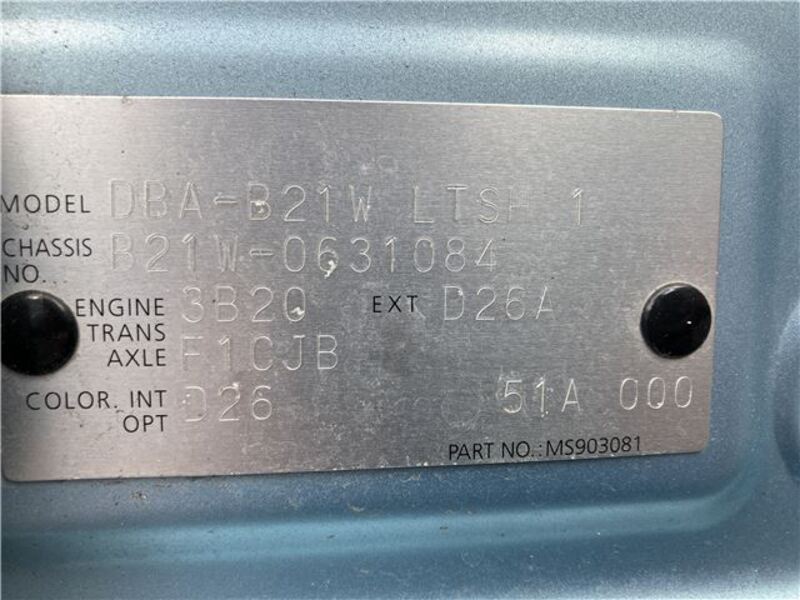 MODEL DBA-B21W LTSH 1
CHASSIS NO. B21W-0631084
ENGINE 3B20 EXT D26A
TRANS AXLE F1CJB
COLOR. INT OPT D26 51A 000
PART NO.:MS903081